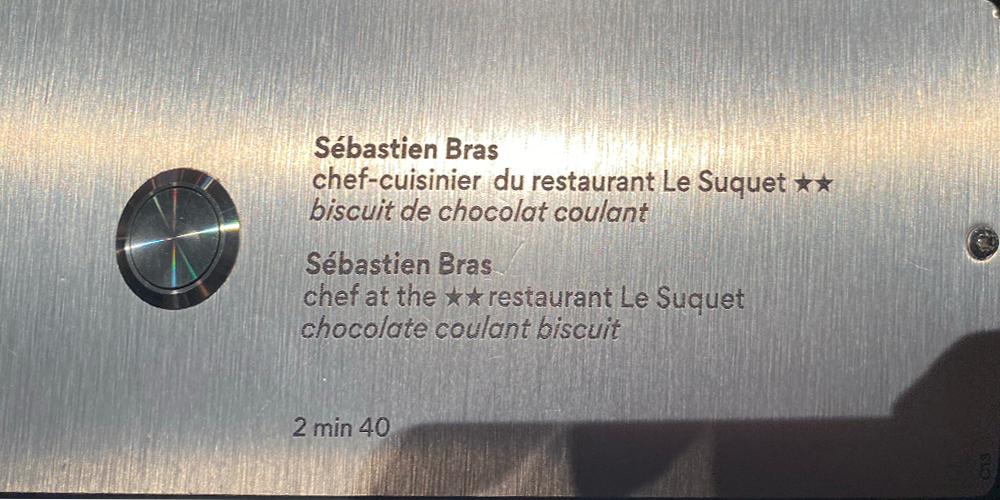 Sébastien Bras
chef-cuisinier du restaurant Le Suquet ★★
biscuit de chocolat coulant
Sébastien Bras
chef at the ★★ restaurant Le Suquet
chocolate coulant biscuit
2 min 40
C13